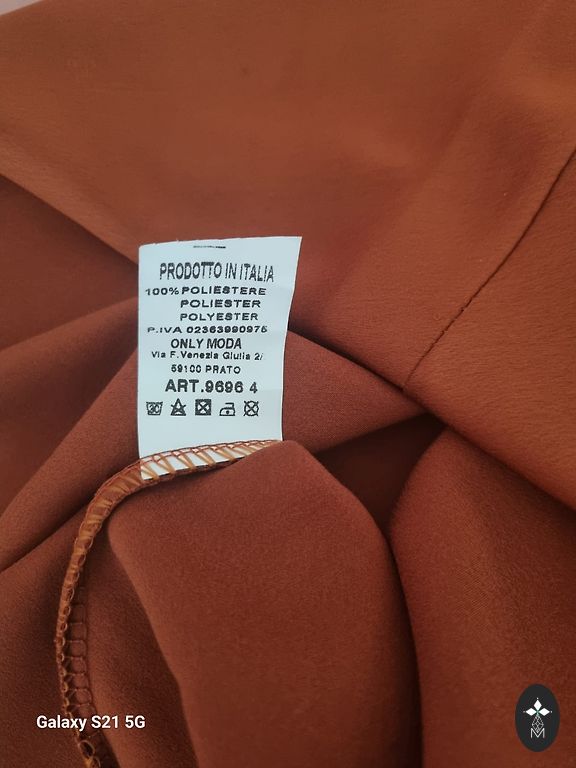 PRODOTTO IN ITALIA
100% POLIESTERE
POLIESTER
POLYESTER
P.IVA 02363990975
ONLY MODA
Via F.Venezia Giulia 2/
59100 PRATO
ART.9696 4
Galaxy S21 5G
M